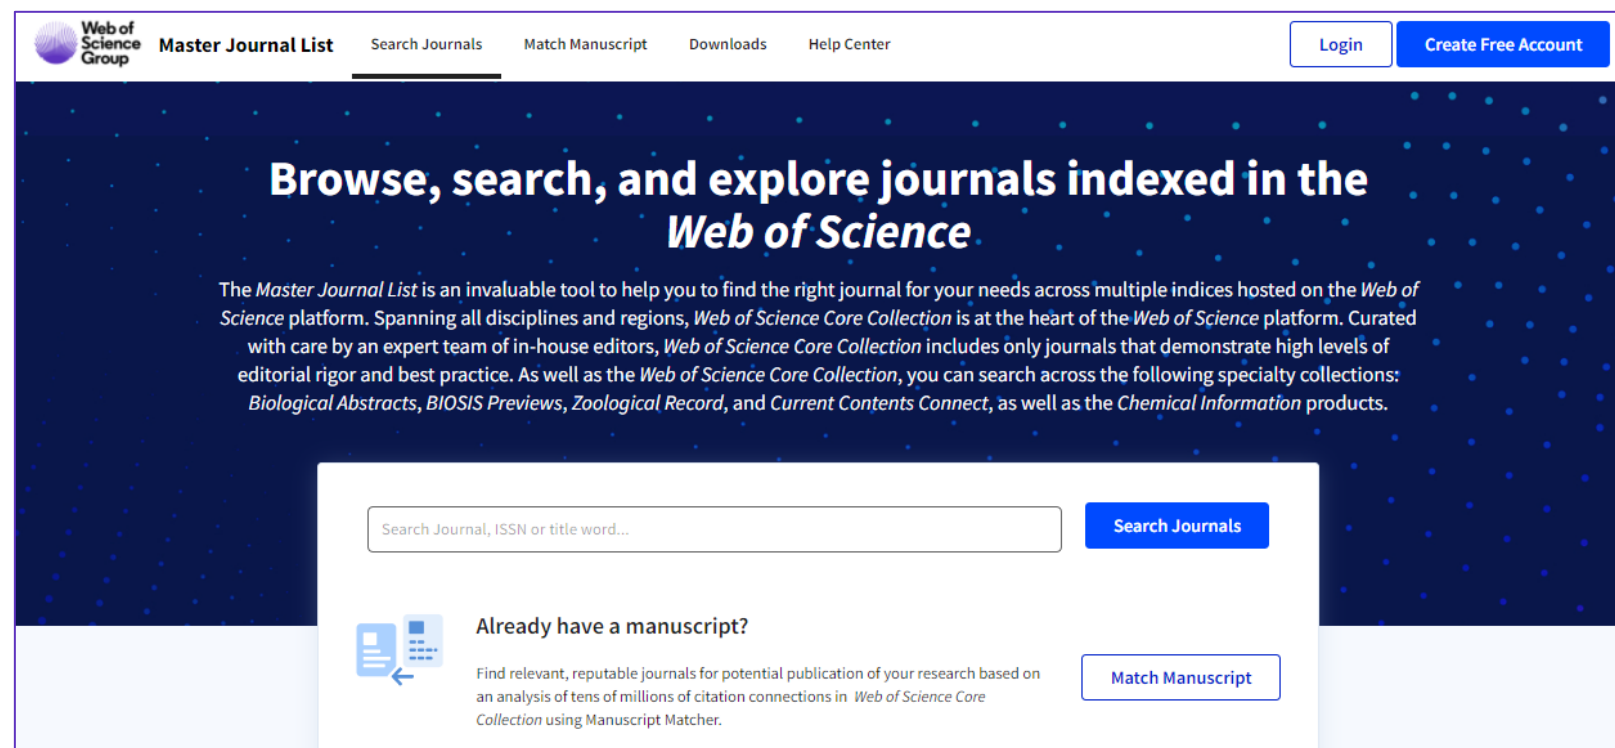 Web of
Science
Group
Master Journal List
Search Journals
Match Manuscript
Downloads
Help Center
Login
Create Free Account
Browse, search, and explore journals indexed in the
Web of Science
The Master Journal List is an invaluable tool to help you to find the right journal for your needs across multiple indices hosted on the Web of
Science platform. Spanning all disciplines and regions, Web of Science Core Collection is at the heart of the Web of Science platform. Curated
with care by an expert team of in-house editors, Web of Science Core Collection includes only journals that demonstrate high levels of
editorial rigor and best practice. As well as the Web of Science Core Collection, you can search across the following specialty collections:
Biological Abstracts, BIOSIS Previews, Zoological Record, and Current Contents Connect, as well as the Chemical Information products.
Search Journal, ISSN or title word...
Search Journals
Already have a manuscript?
Find relevant, reputable journals for potential publication of your research based on
an analysis of tens of millions of citation connections in Web of Science Core
Collection using Manuscript Matcher.
Match Manuscript